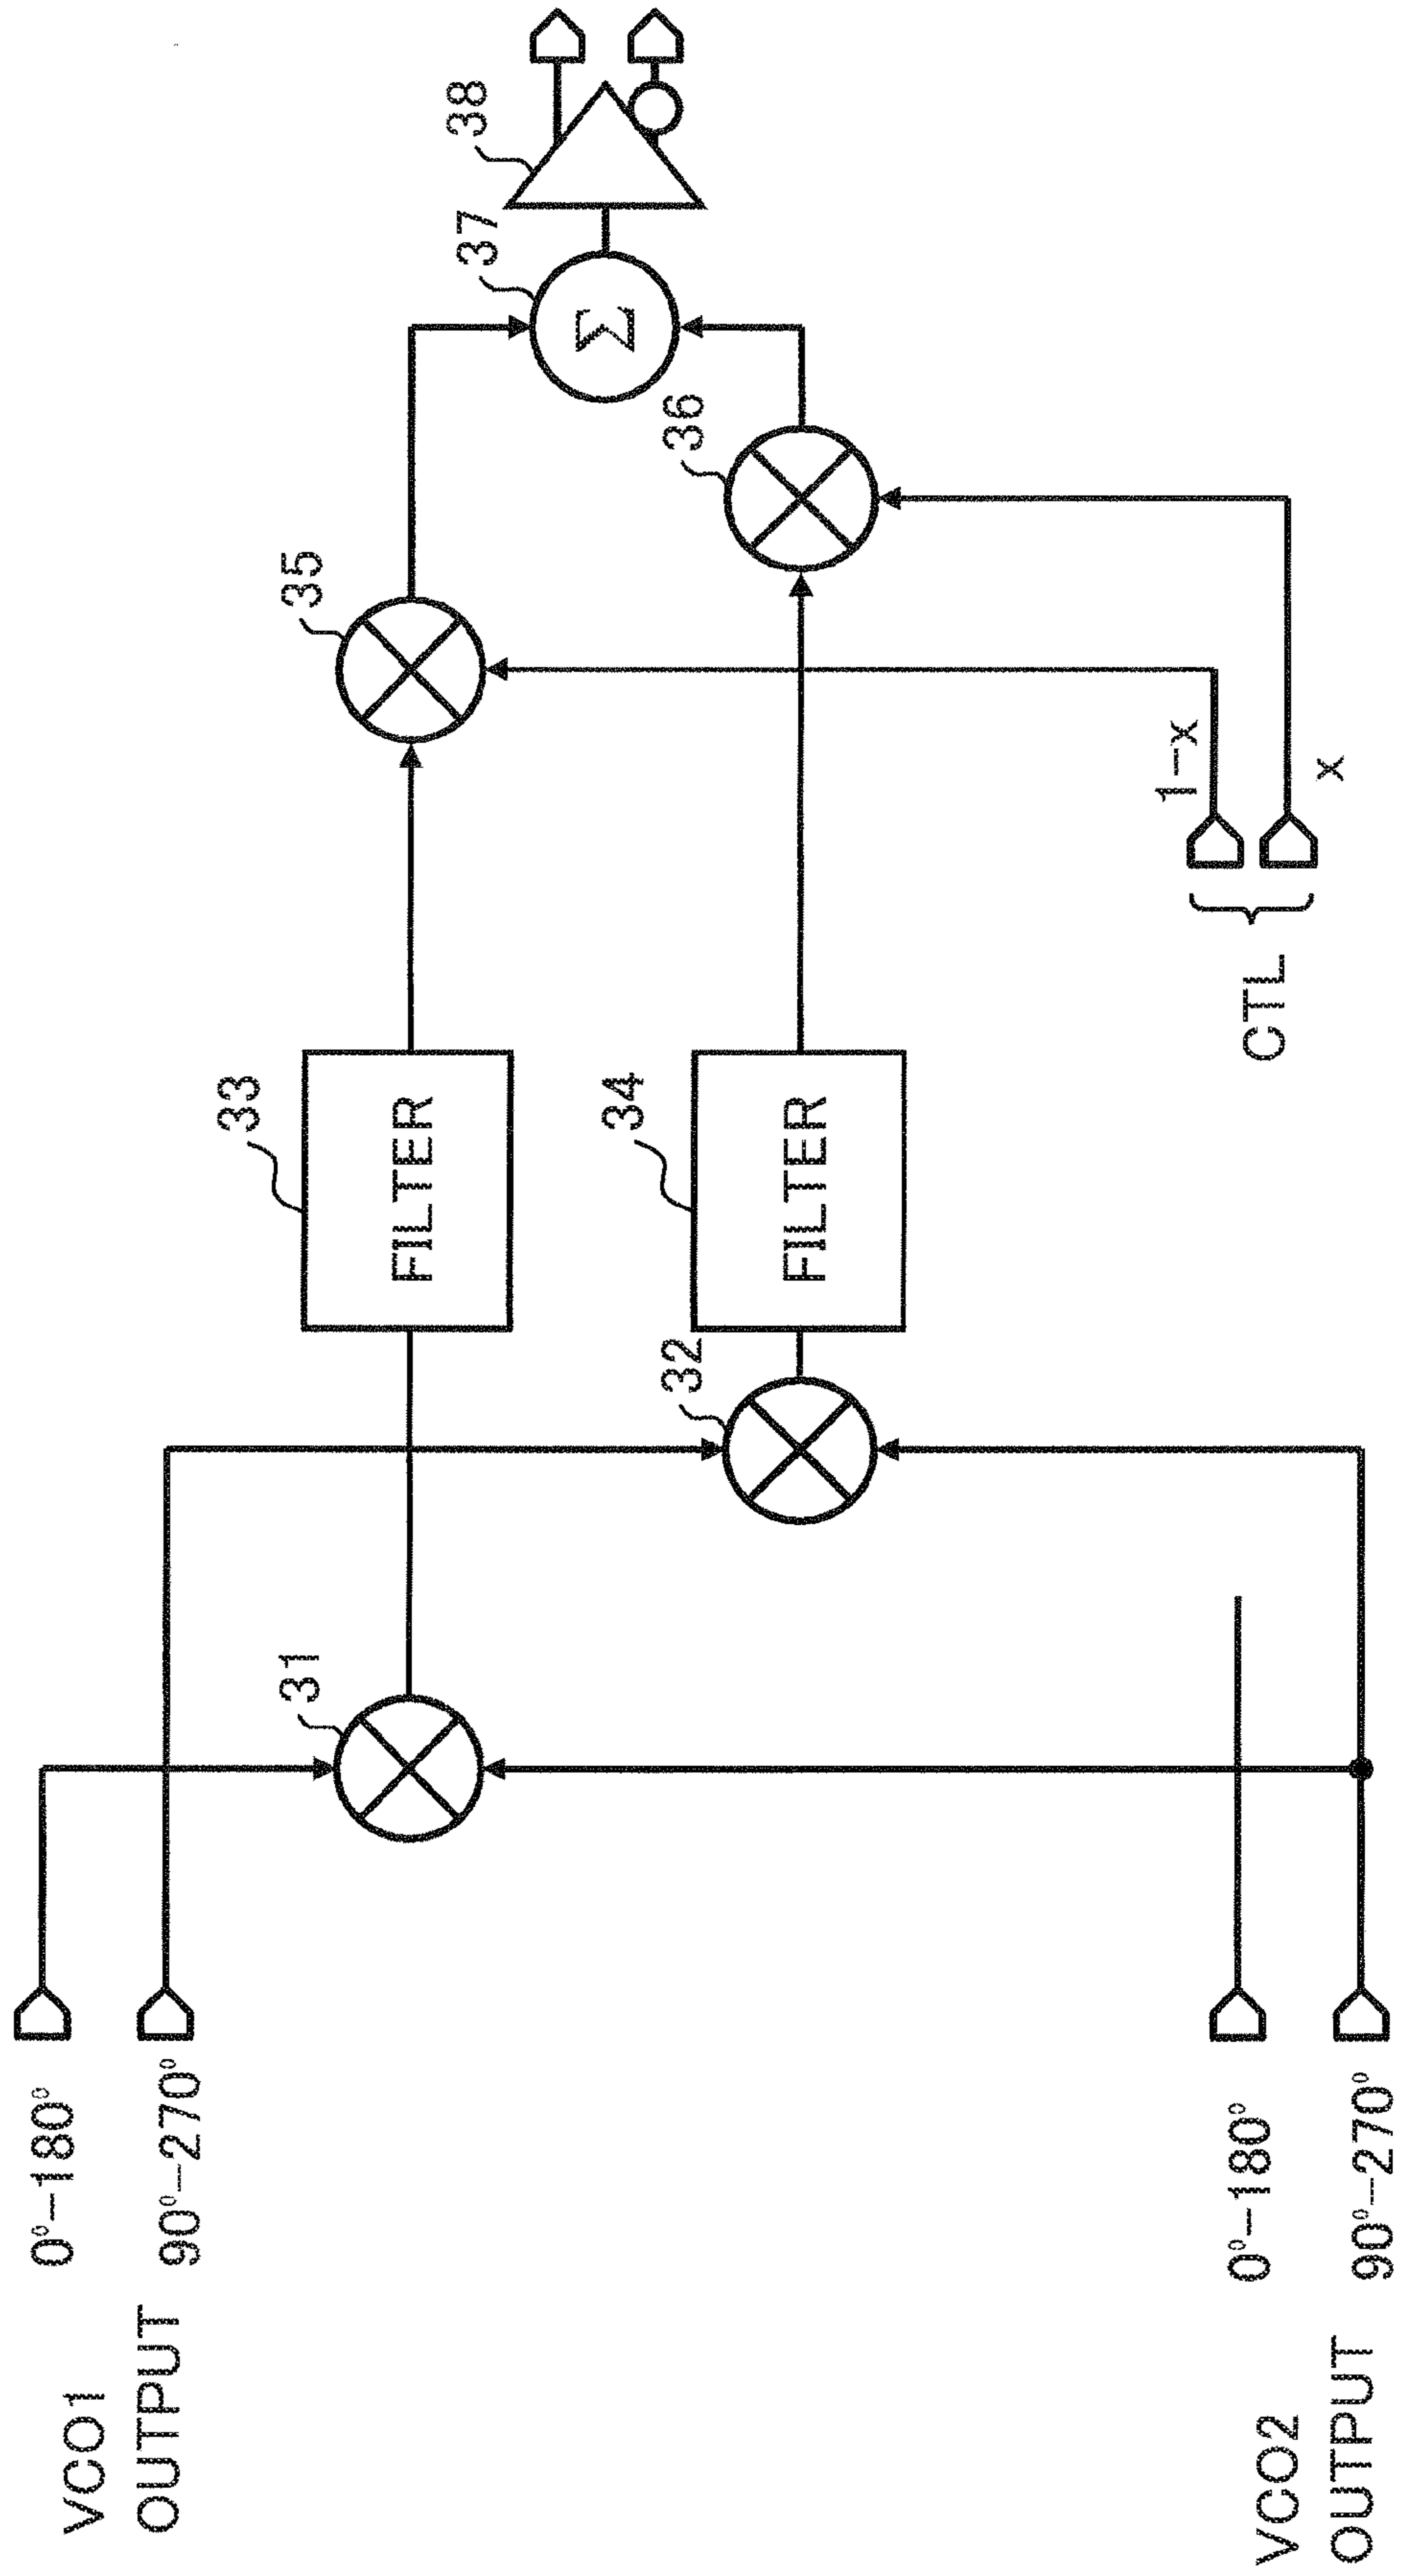 VCO1
OUTPUT
0°–180°
90°–270°
31
32
33
FILTER
34
FILTER
35
36
37
Σ
38
VCO2
OUTPUT
0°–180°
90°–270°
CTL
1–x
x